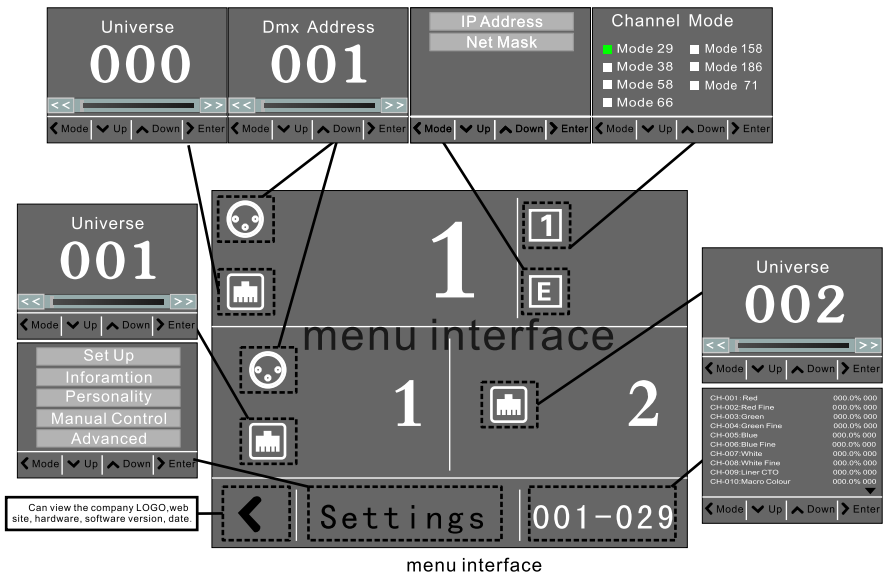 Universe
000
<< >>
Mode Up Down Enter
Dmx Address
001
<< >>
Mode Up Down Enter
IP Address
Net Mask
Mode Up Down Enter
Channel Mode
Mode 29 Mode 158
Mode 38 Mode 186
Mode 58 Mode 71
Mode 66
Mode Up Down Enter
Universe
001
<< >>
Mode Up Down Enter
Set Up
Inforamtion
Personality
Manual Control
Advanced
Mode Up Down Enter
Can view the company LOGO,web
site, hardware, software version, date.
1
1
E
menu interface
1
2
Settings
001-029
Universe
002
<< >>
Mode Up Down Enter
CH-001:Red 000.0% 000
CH-002:Red Fine 000.0% 000
CH-003:Green 000.0% 000
CH-004:Green Fine 000.0% 000
CH-005:Blue 000.0% 000
CH-006:Blue Fine 000.0% 000
CH-007:White 000.0% 000
CH-008:White Fine 000.0% 000
CH-009:Liner CTO 000.0% 000
CH-010:Macro Colour 000.0% 000
Mode Up Down Enter
menu interface